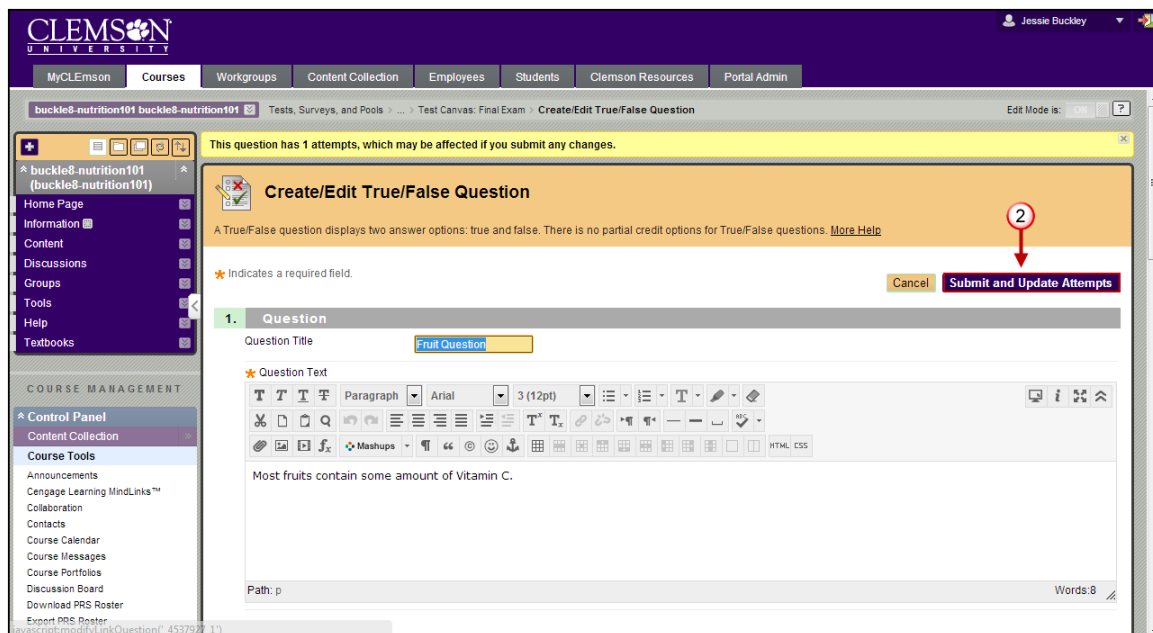 CLEMSON
UNIVERSITY
Jessie Buckley
MyCLEmson Courses Workgroups Content Collection Employees Students Clemson Resources Portal Admin
buckle8-nutrition101 buckle8-nutrition101 Tests, Surveys, and Pools > ... > Test Canvas: Final Exam > Create/Edit True/False Question Edit Mode is: ON ?
This question has 1 attempts, which may be affected if you submit any changes.
buckle8-nutrition101
(buckle8-nutrition101)
Home Page
Information
Content
Discussions
Groups
Tools
Help
Textbooks
COURSE MANAGEMENT
Control Panel
Content Collection
Course Tools
Announcements
Cengage Learning MindLinks™
Collaboration
Contacts
Course Calendar
Course Messages
Course Portfolios
Discussion Board
Download PRS Roster
Export PRS Roster
javascript:modifyLinkQuestion('_4537927_1')
Create/Edit True/False Question
A True/False question displays two answer options: true and false. There is no partial credit options for True/False questions. More Help
2
Indicates a required field.
Cancel Submit and Update Attempts
1. Question
Question Title Fruit Question
Question Text
T T T T Paragraph Arial 3 (12pt) T
Tx Tx ABC
fx Mashups ¶ “ © HTML CSS
Most fruits contain some amount of Vitamin C.
Path: p Words:8